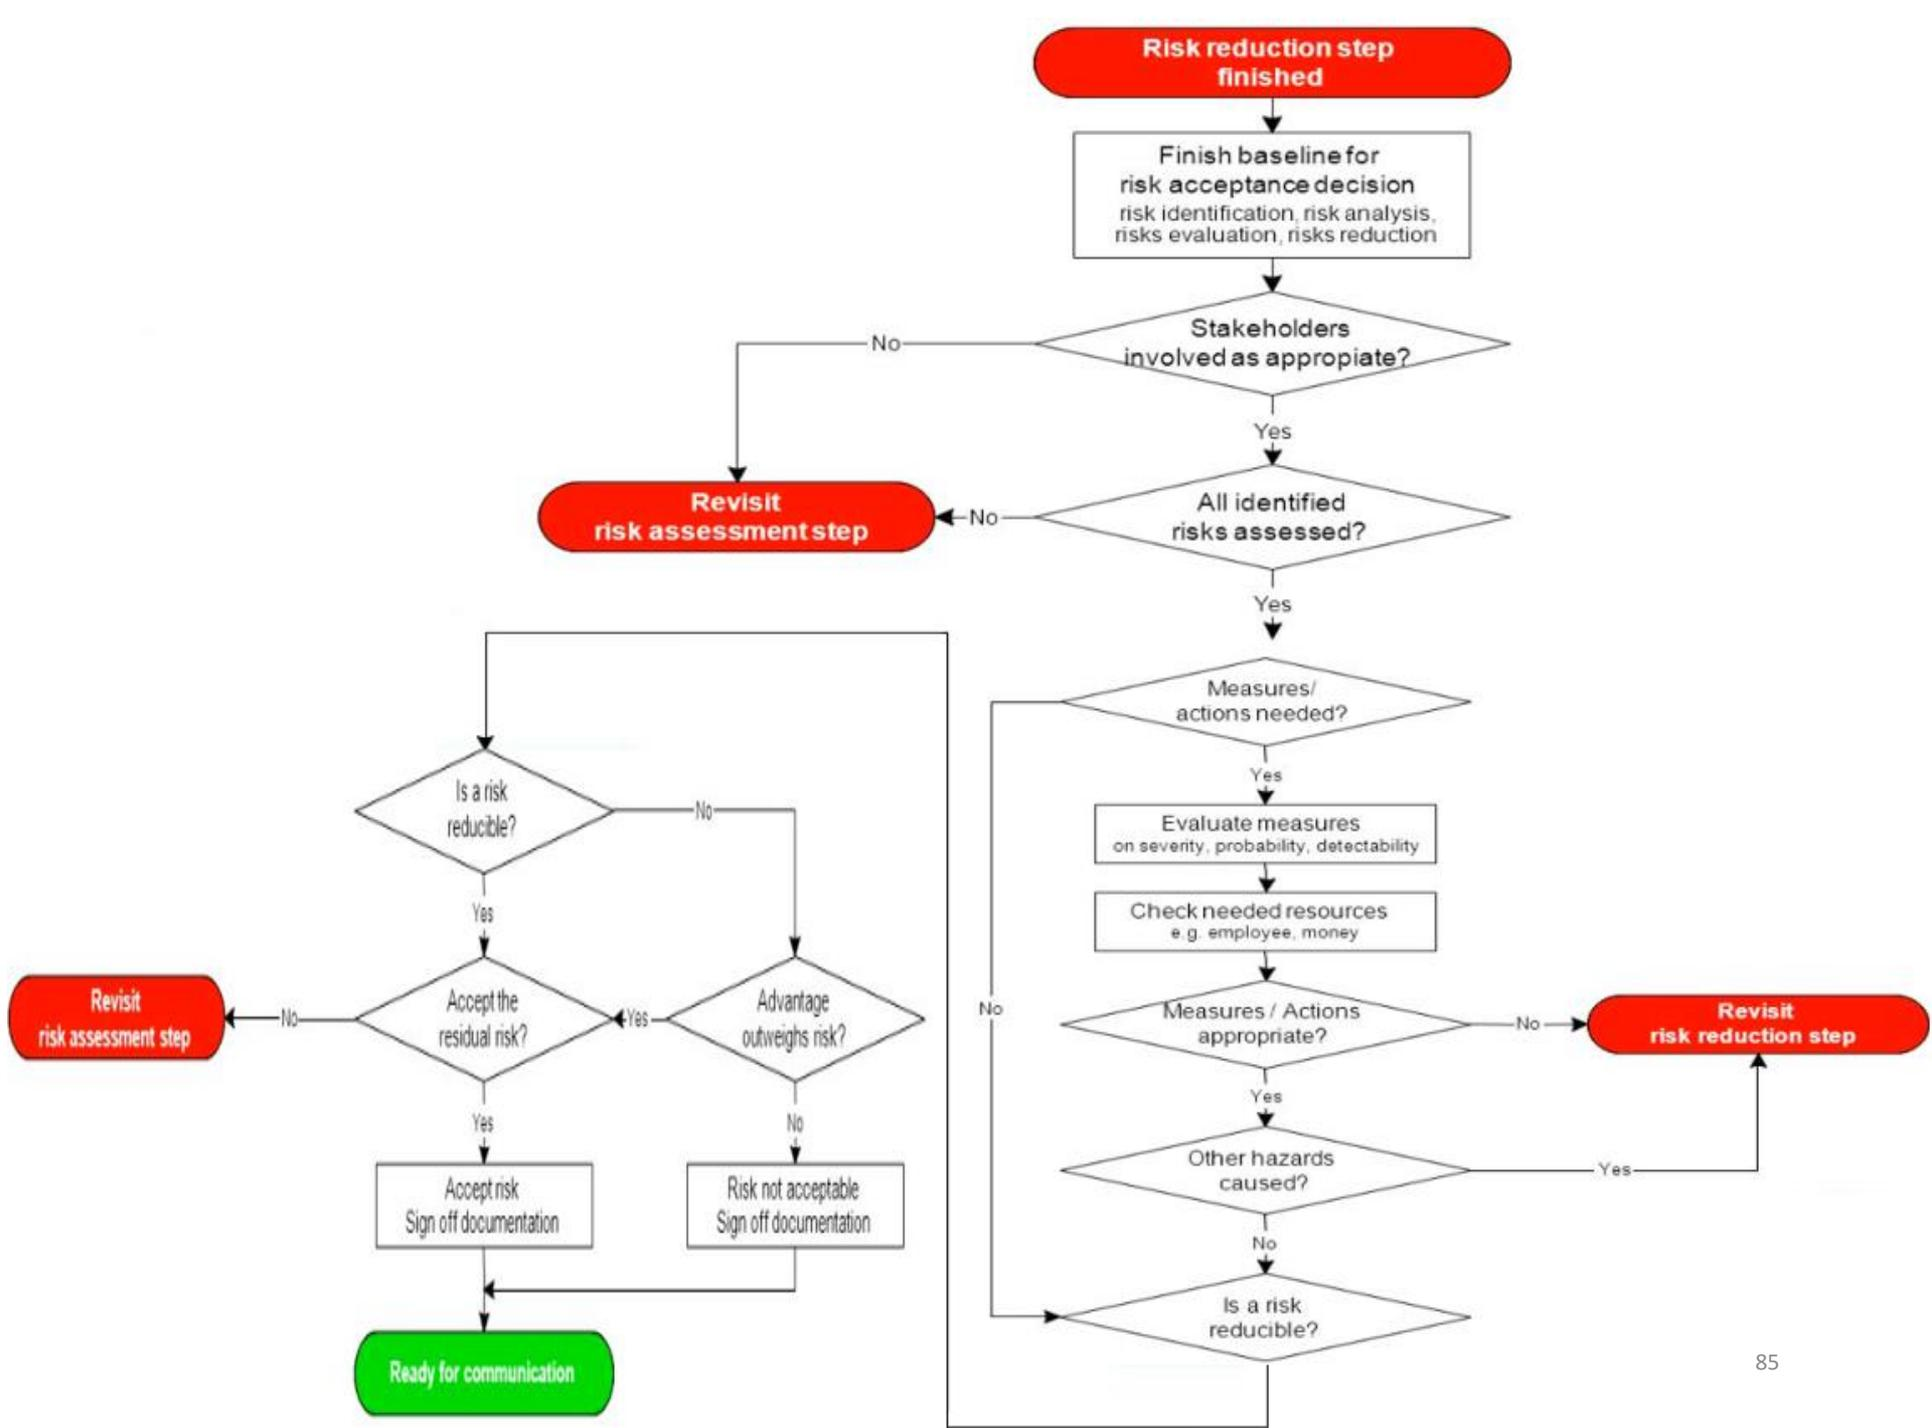 Risk reduction step
finished
Finish baseline for
risk acceptance decision
risk identification, risk analysis,
risks evaluation, risks reduction
Stakeholders
involved as appropiate?
No
Yes
Revisit
risk assessment step
No
All identified
risks assessed?
Yes
Measures/
actions needed?
Yes
Evaluate measures
on severity, probability, detectability
Check needed resources
e.g. employee, money
No
Measures / Actions
appropriate?
No
Revisit
risk reduction step
Yes
Other hazards
caused?
Yes
No
Is a risk
reducible?
Is a risk
reducible?
No
Yes
Revisit
risk assessment step
No
Accept the
residual risk?
Yes
Advantage
outweighs risk?
Yes
No
Accept risk
Sign off documentation
Risk not acceptable
Sign off documentation
Ready for communication
85